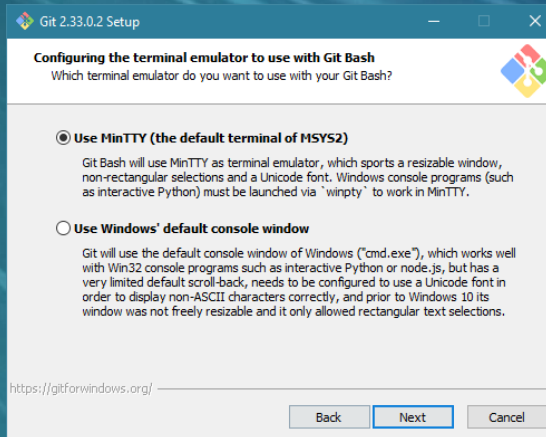 Git 2.33.0.2 Setup
Configuring the terminal emulator to use with Git Bash
Which terminal emulator do you want to use with your Git Bash?
Use MinTTY (the default terminal of MSYS2)
Git Bash will use MinTTY as terminal emulator, which sports a resizable window,
non-rectangular selections and a Unicode font. Windows console programs (such
as interactive Python) must be launched via `winpty` to work in MinTTY.
Use Windows' default console window
Git will use the default console window of Windows ("cmd.exe"), which works well
with Win32 console programs such as interactive Python or node.js, but has a
very limited default scroll-back, needs to be configured to use a Unicode font in
order to display non-ASCII characters correctly, and prior to Windows 10 its
window was not freely resizable and it only allowed rectangular text selections.
https://gitforwindows.org/
Back Next Cancel